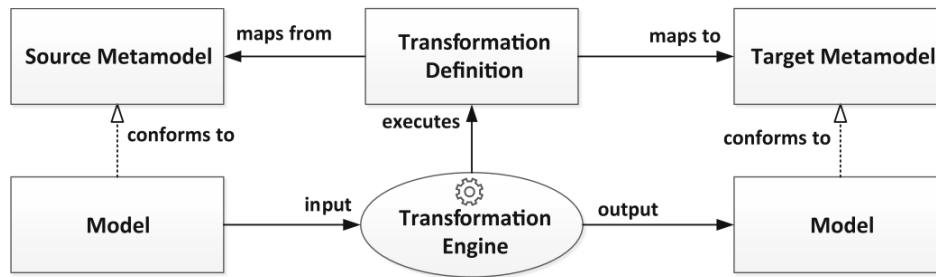 maps from
maps to
Source Metamodel
Transformation
Definition
Target Metamodel
executes
conforms to
conforms to
input
output
Model
Transformation
Engine
Model